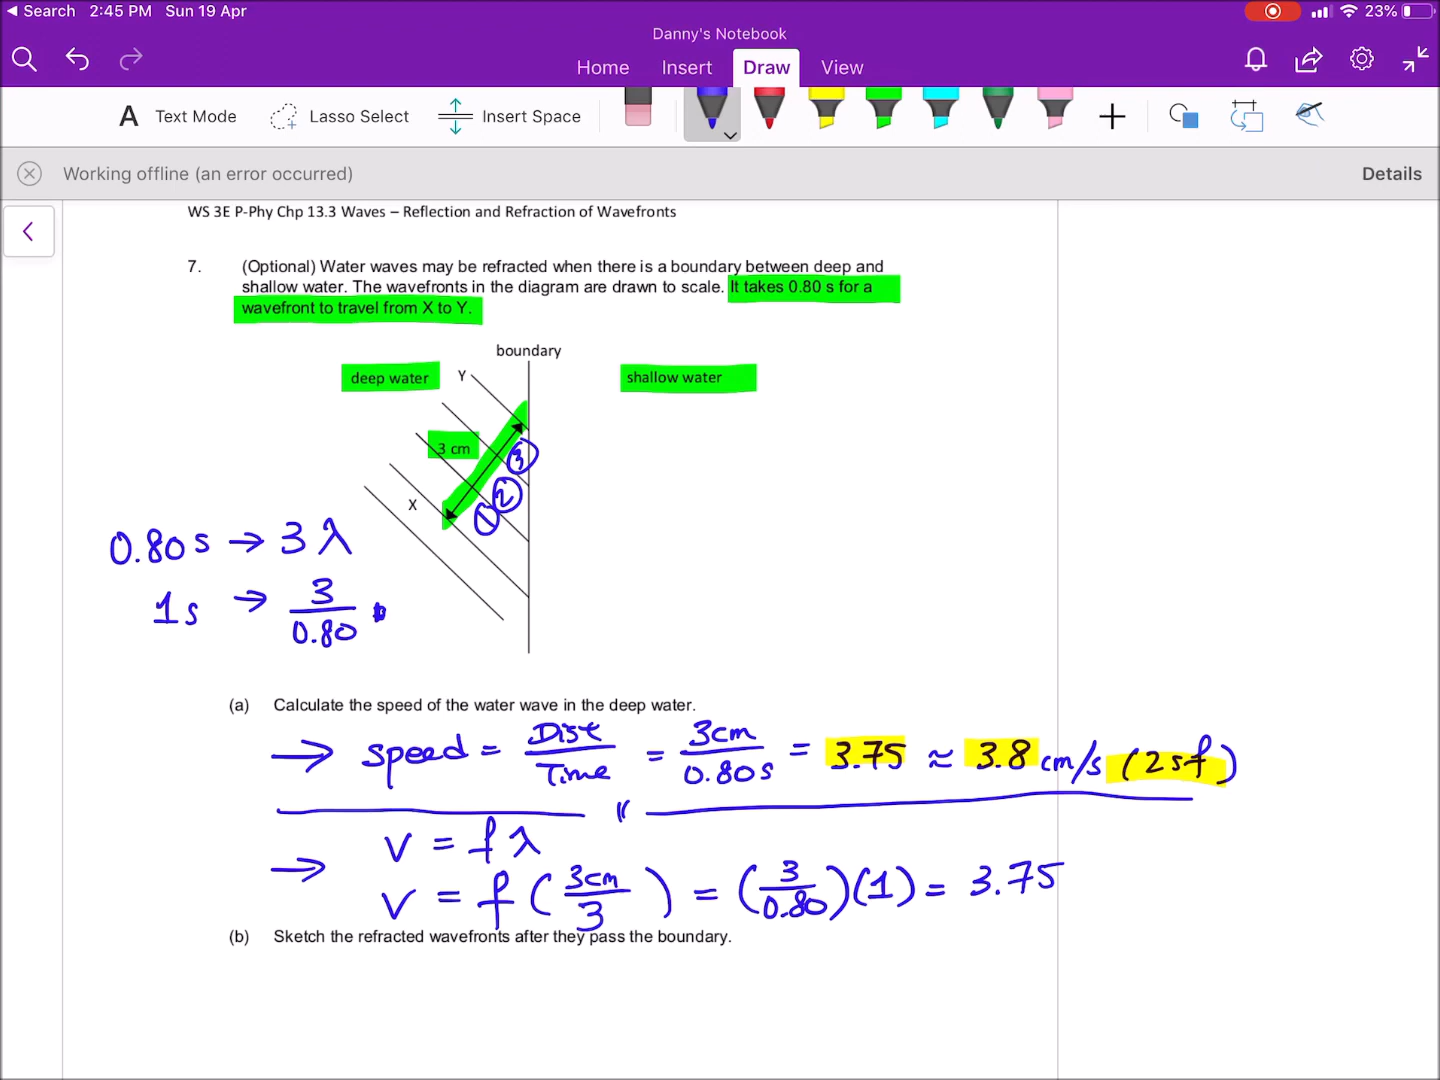 Search 2:45 PM Sun 19 Apr 23%
Danny's Notebook
Home Insert Draw View
A Text Mode Lasso Select Insert Space
Working offline (an error occurred) Details
WS 3E P-Phy Chp 13.3 Waves – Reflection and Refraction of Wavefronts
7. (Optional) Water waves may be refracted when there is a boundary between deep and
shallow water. The wavefronts in the diagram are drawn to scale. It takes 0.80 s for a
wavefront to travel from X to Y.
boundary
deep water Y shallow water
3 cm
3
2
X
1
0.80s → 3 λ
1s → 3/0.80
(a) Calculate the speed of the water wave in the deep water.
→ speed = Dist/Time = 3cm/0.80s = 3.75 ≈ 3.8 cm/s (2sf)
v = f λ
→ v = f (3cm/3) = (3/0.80)(1) = 3.75
(b) Sketch the refracted wavefronts after they pass the boundary.